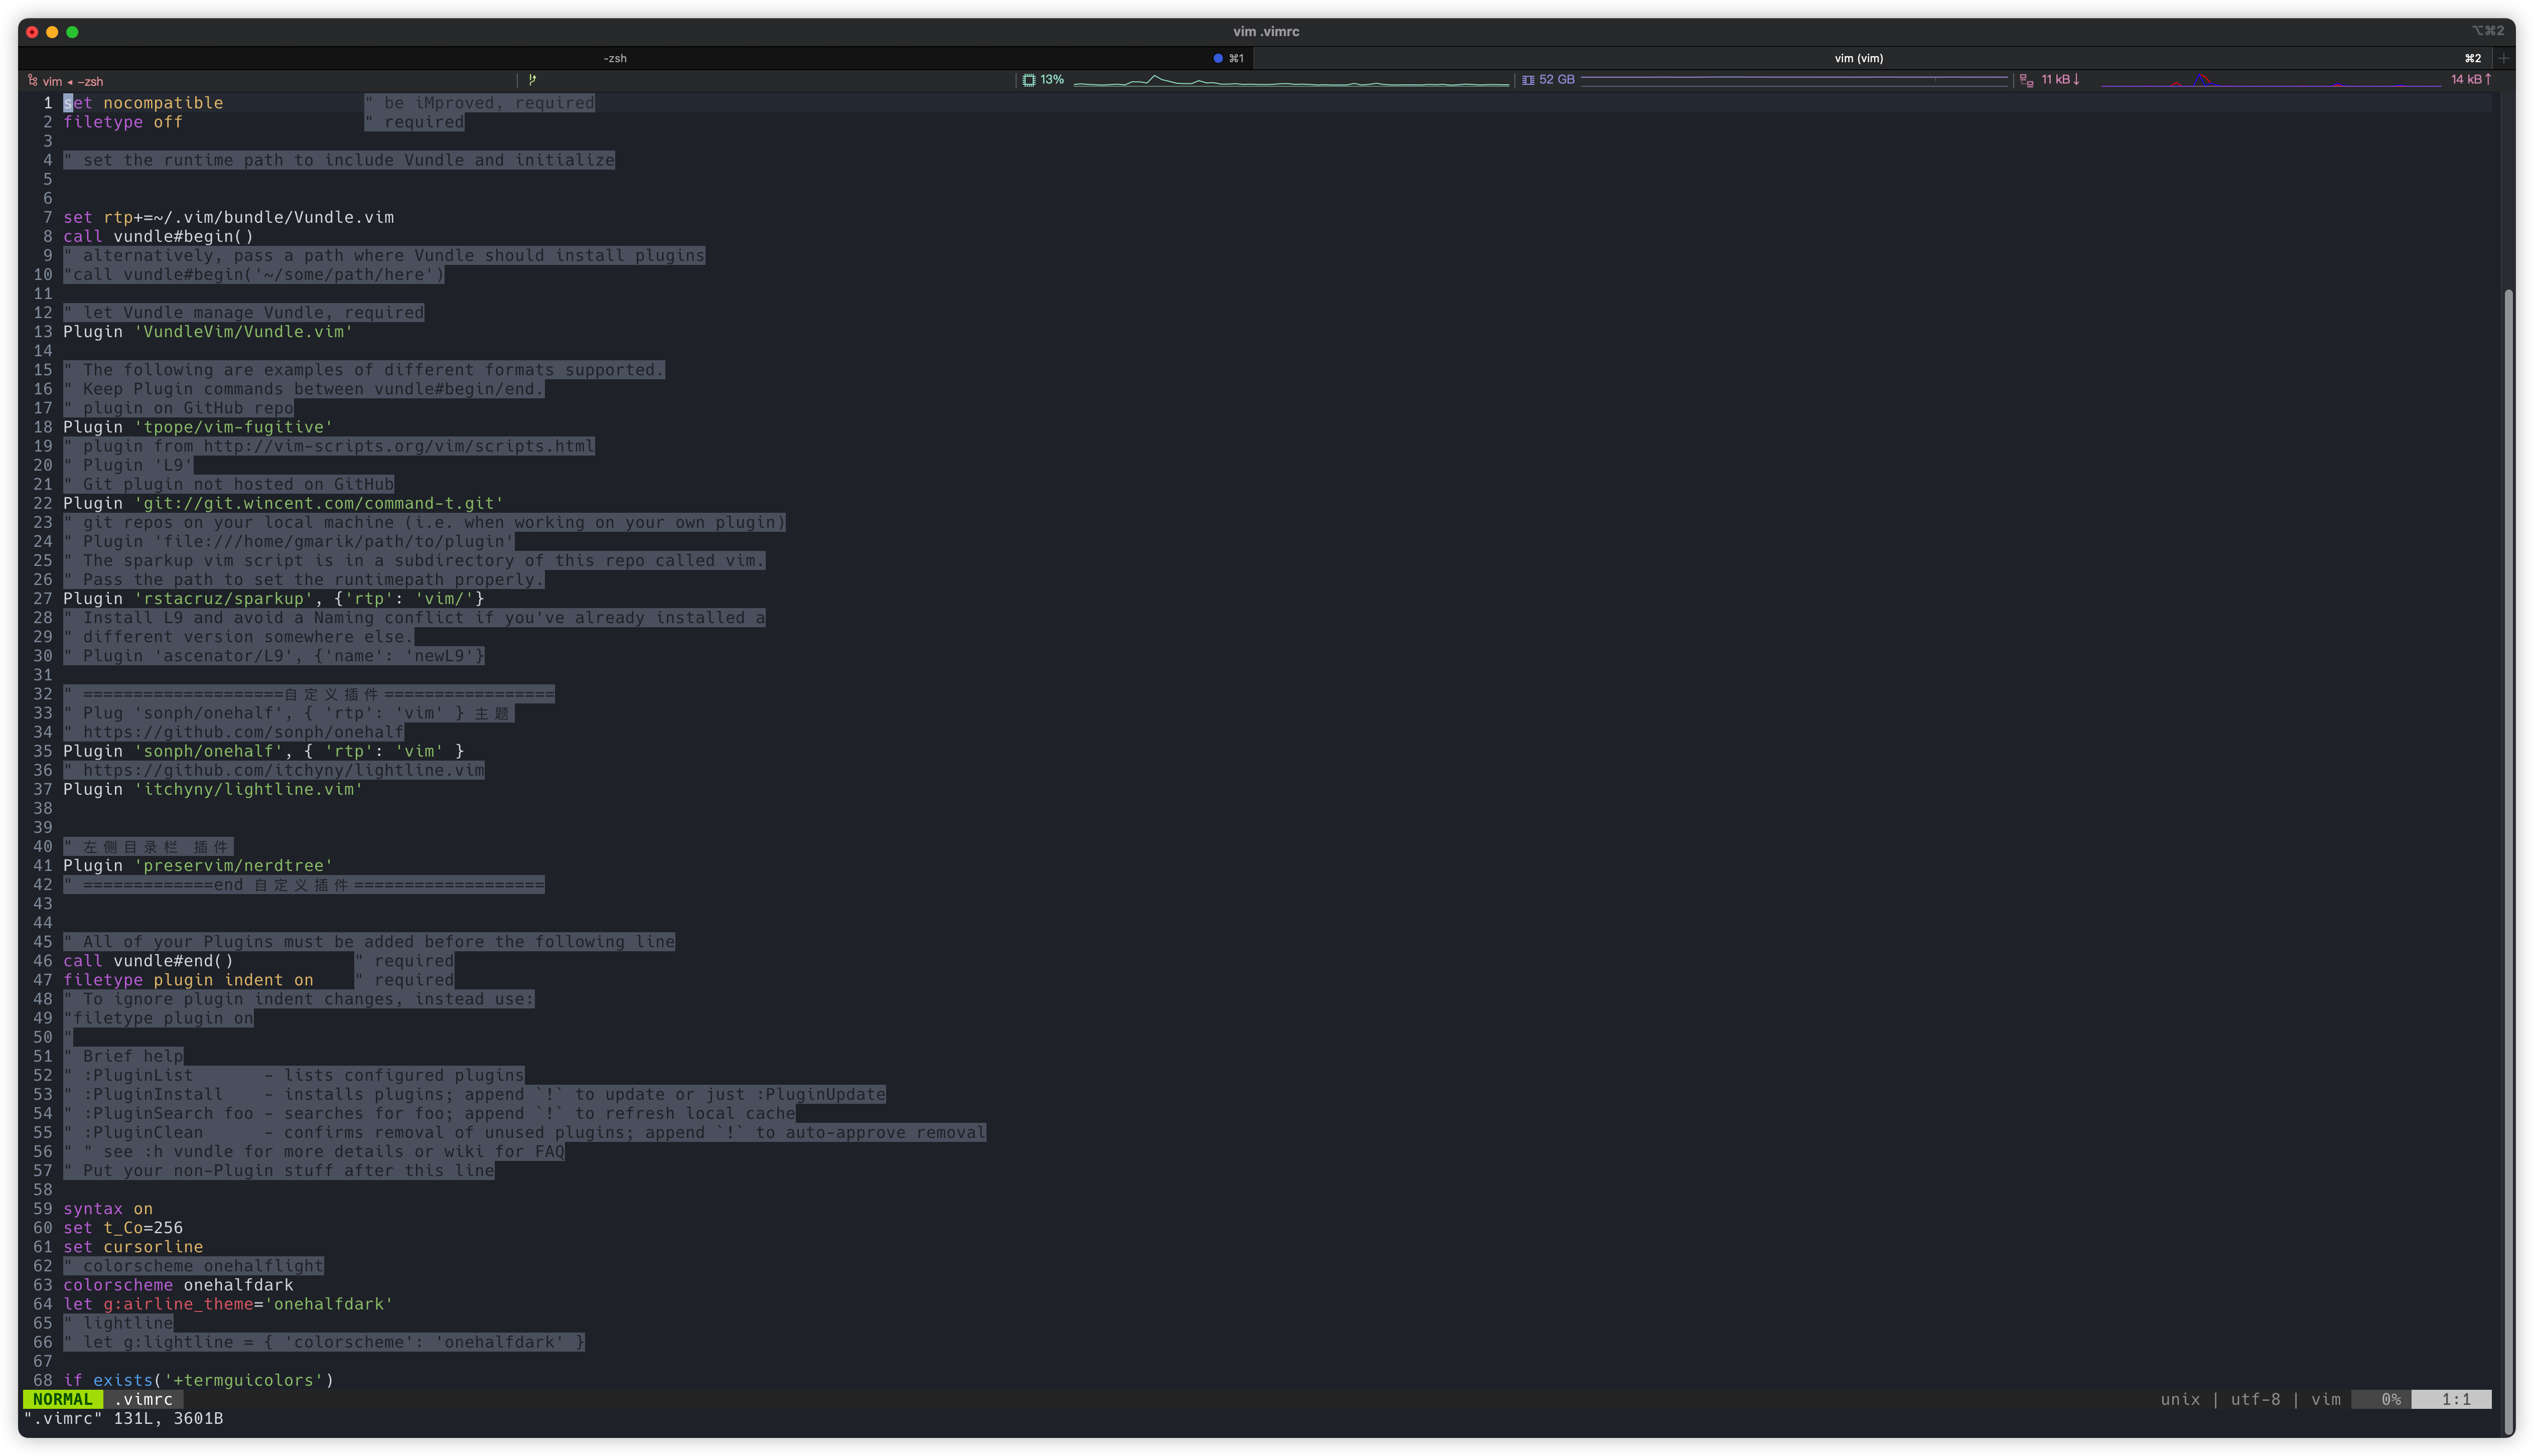 vim .vimrc ⌥⌘2
-zsh ⌘1 vim (vim) ⌘2
vim ◂ -zsh 13% 52 GB 11 kB↓ 14 kB↑
1 set nocompatible              " be iMproved, required
2 filetype off                  " required
3
4 " set the runtime path to include Vundle and initialize
5
6
7 set rtp+=~/.vim/bundle/Vundle.vim
8 call vundle#begin()
9 " alternatively, pass a path where Vundle should install plugins
10 "call vundle#begin('~/some/path/here')
11
12 " let Vundle manage Vundle, required
13 Plugin 'VundleVim/Vundle.vim'
14
15 " The following are examples of different formats supported.
16 " Keep Plugin commands between vundle#begin/end.
17 " plugin on GitHub repo
18 Plugin 'tpope/vim-fugitive'
19 " plugin from http://vim-scripts.org/vim/scripts.html
20 " Plugin 'L9'
21 " Git plugin not hosted on GitHub
22 Plugin 'git://git.wincent.com/command-t.git'
23 " git repos on your local machine (i.e. when working on your own plugin)
24 " Plugin 'file:///home/gmarik/path/to/plugin'
25 " The sparkup vim script is in a subdirectory of this repo called vim.
26 " Pass the path to set the runtimepath properly.
27 Plugin 'rstacruz/sparkup', {'rtp': 'vim/'}
28 " Install L9 and avoid a Naming conflict if you've already installed a
29 " different version somewhere else.
30 " Plugin 'ascenator/L9', {'name': 'newL9'}
31
32 " ====================自定义插件=================
33 " Plug 'sonph/onehalf', { 'rtp': 'vim' } 主题
34 " https://github.com/sonph/onehalf
35 Plugin 'sonph/onehalf', { 'rtp': 'vim' }
36 " https://github.com/itchyny/lightline.vim
37 Plugin 'itchyny/lightline.vim'
38
39
40 " 左侧目录栏 插件
41 Plugin 'preservim/nerdtree'
42 " =============end 自定义插件===================
43
44
45 " All of your Plugins must be added before the following line
46 call vundle#end()            " required
47 filetype plugin indent on    " required
48 " To ignore plugin indent changes, instead use:
49 "filetype plugin on
50 "
51 " Brief help
52 " :PluginList       - lists configured plugins
53 " :PluginInstall    - installs plugins; append `!` to update or just :PluginUpdate
54 " :PluginSearch foo - searches for foo; append `!` to refresh local cache
55 " :PluginClean      - confirms removal of unused plugins; append `!` to auto-approve removal
56 " " see :h vundle for more details or wiki for FAQ
57 " Put your non-Plugin stuff after this line
58
59 syntax on
60 set t_Co=256
61 set cursorline
62 " colorscheme onehalflight
63 colorscheme onehalfdark
64 let g:airline_theme='onehalfdark'
65 " lightline
66 " let g:lightline = { 'colorscheme': 'onehalfdark' }
67
68 if exists('+termguicolors')
NORMAL .vimrc unix | utf-8 | vim 0% 1:1
".vimrc" 131L, 3601B